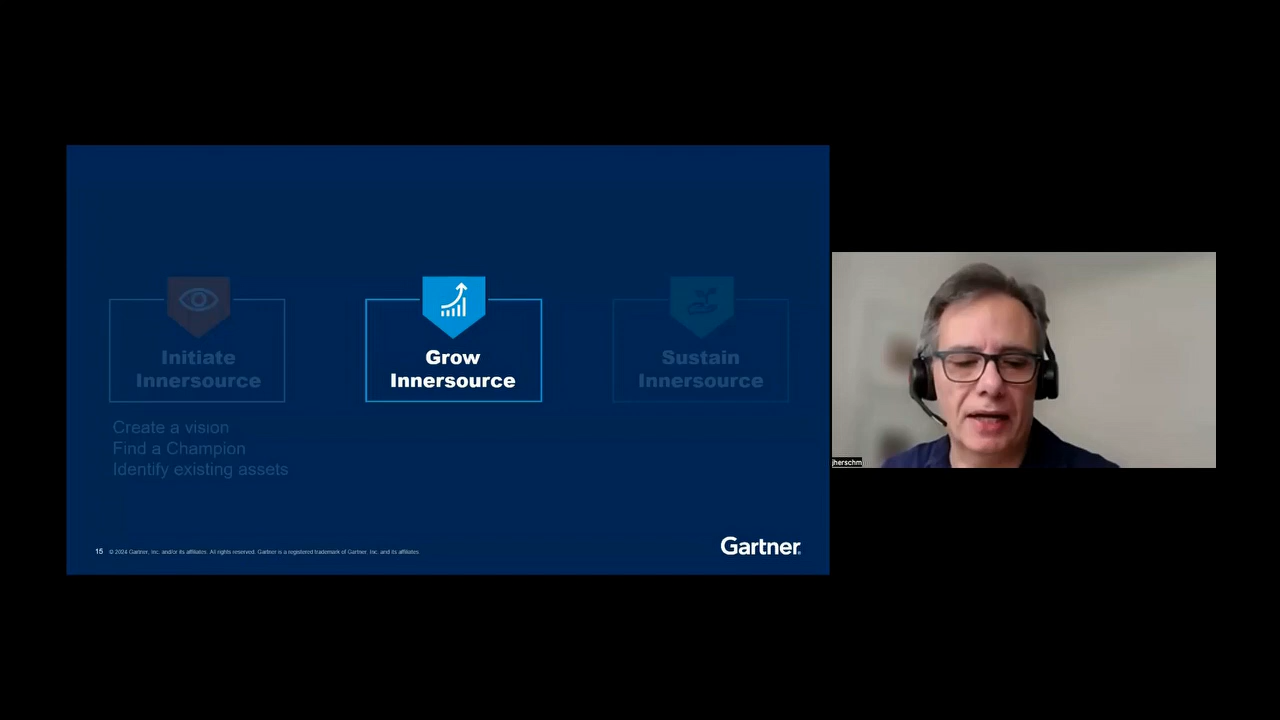 Initiate
Innersource
Grow
Innersource
Sustain
Innersource
Create a vision
Find a Champion
Identify existing assets
15 © 2024 Gartner, Inc. and/or its affiliates. All rights reserved. Gartner is a registered trademark of Gartner, Inc. and its affiliates.
Gartner
jherschm